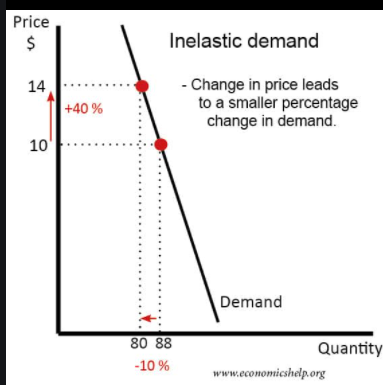 Price
$
Inelastic demand
14
- Change in price leads
to a smaller percentage
change in demand.
+40 %
10
Demand
80 88
Quantity
-10 %
www.economicshelp.org